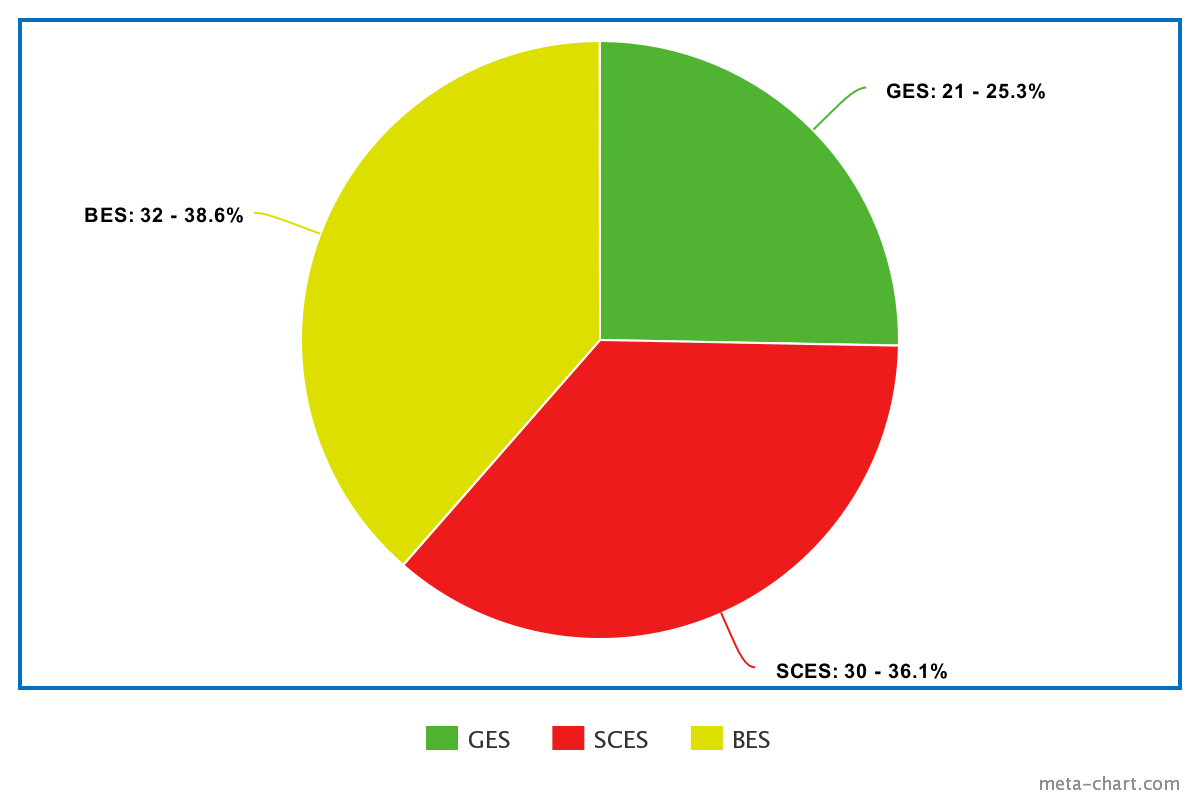 GES: 21 - 25.3%
BES: 32 - 38.6%
SCES: 30 - 36.1%
GES SCES BES
meta-chart.com